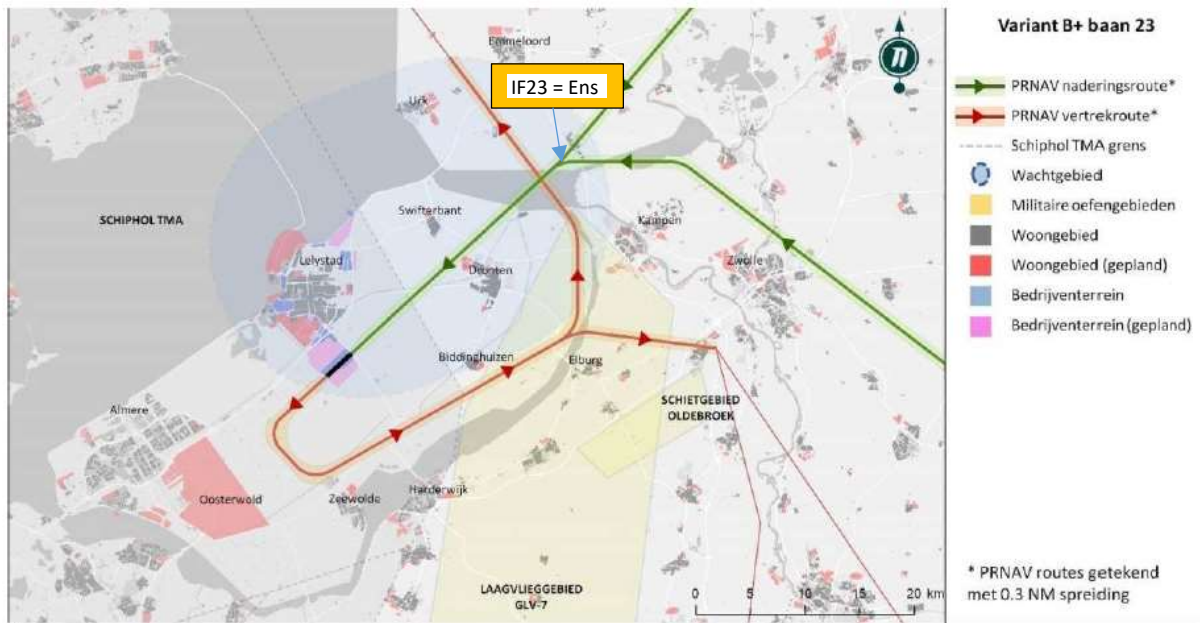 Variant B+ baan 23
PRNAV naderingsroute*
PRNAV vertrekroute*
Schiphol TMA grens
Wachtgebied
Militaire oefengebieden
Woongebied
Woongebied (gepland)
Bedrijventerrein
Bedrijventerrein (gepland)
* PRNAV routes getekend
met 0.3 NM spreiding
Emmeloord
n
IF23 = Ens
Urk
SCHIPHOL TMA
Swifterbant
Kampen
Lelystad
Zwolle
Dronten
Biddinghuizen
Elburg
SCHIETGEBIED
OLDEBROEK
Almere
Oosterwold
Zeewolde
Harderwijk
LAAGVLIEGGEBIED
GLV-7
0 5 10 15 20 km